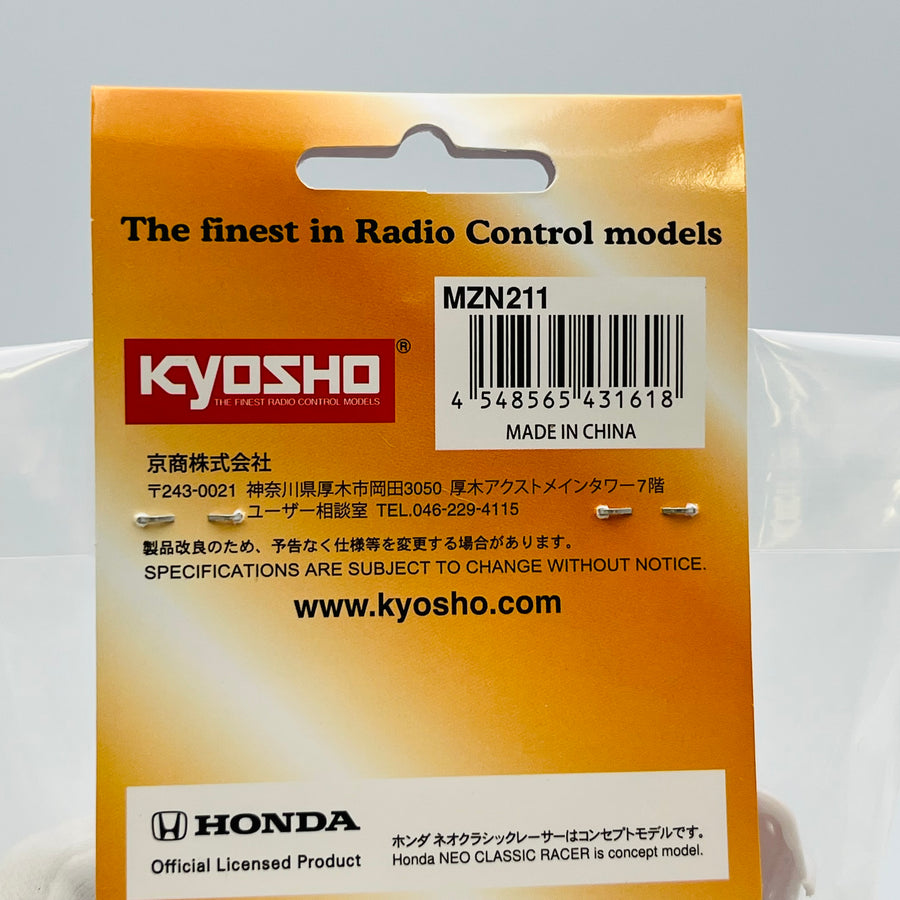 The finest in Radio Control models
MZN211
4 548565 431618
MADE IN CHINA
KYOSHO®
THE FINEST RADIO CONTROL MODELS
京商株式会社
〒243-0021 神奈川県厚木市岡田3050 厚木アクストメインタワー7階
ユーザー相談室 TEL.046-229-4115
製品改良のため、予告なく仕様等を変更する場合があります。
SPECIFICATIONS ARE SUBJECT TO CHANGE WITHOUT NOTICE.
www.kyosho.com
HONDA
Official Licensed Product
ホンダ ネオクラシックレーサーはコンセプトモデルです。
Honda NEO CLASSIC RACER is concept model.